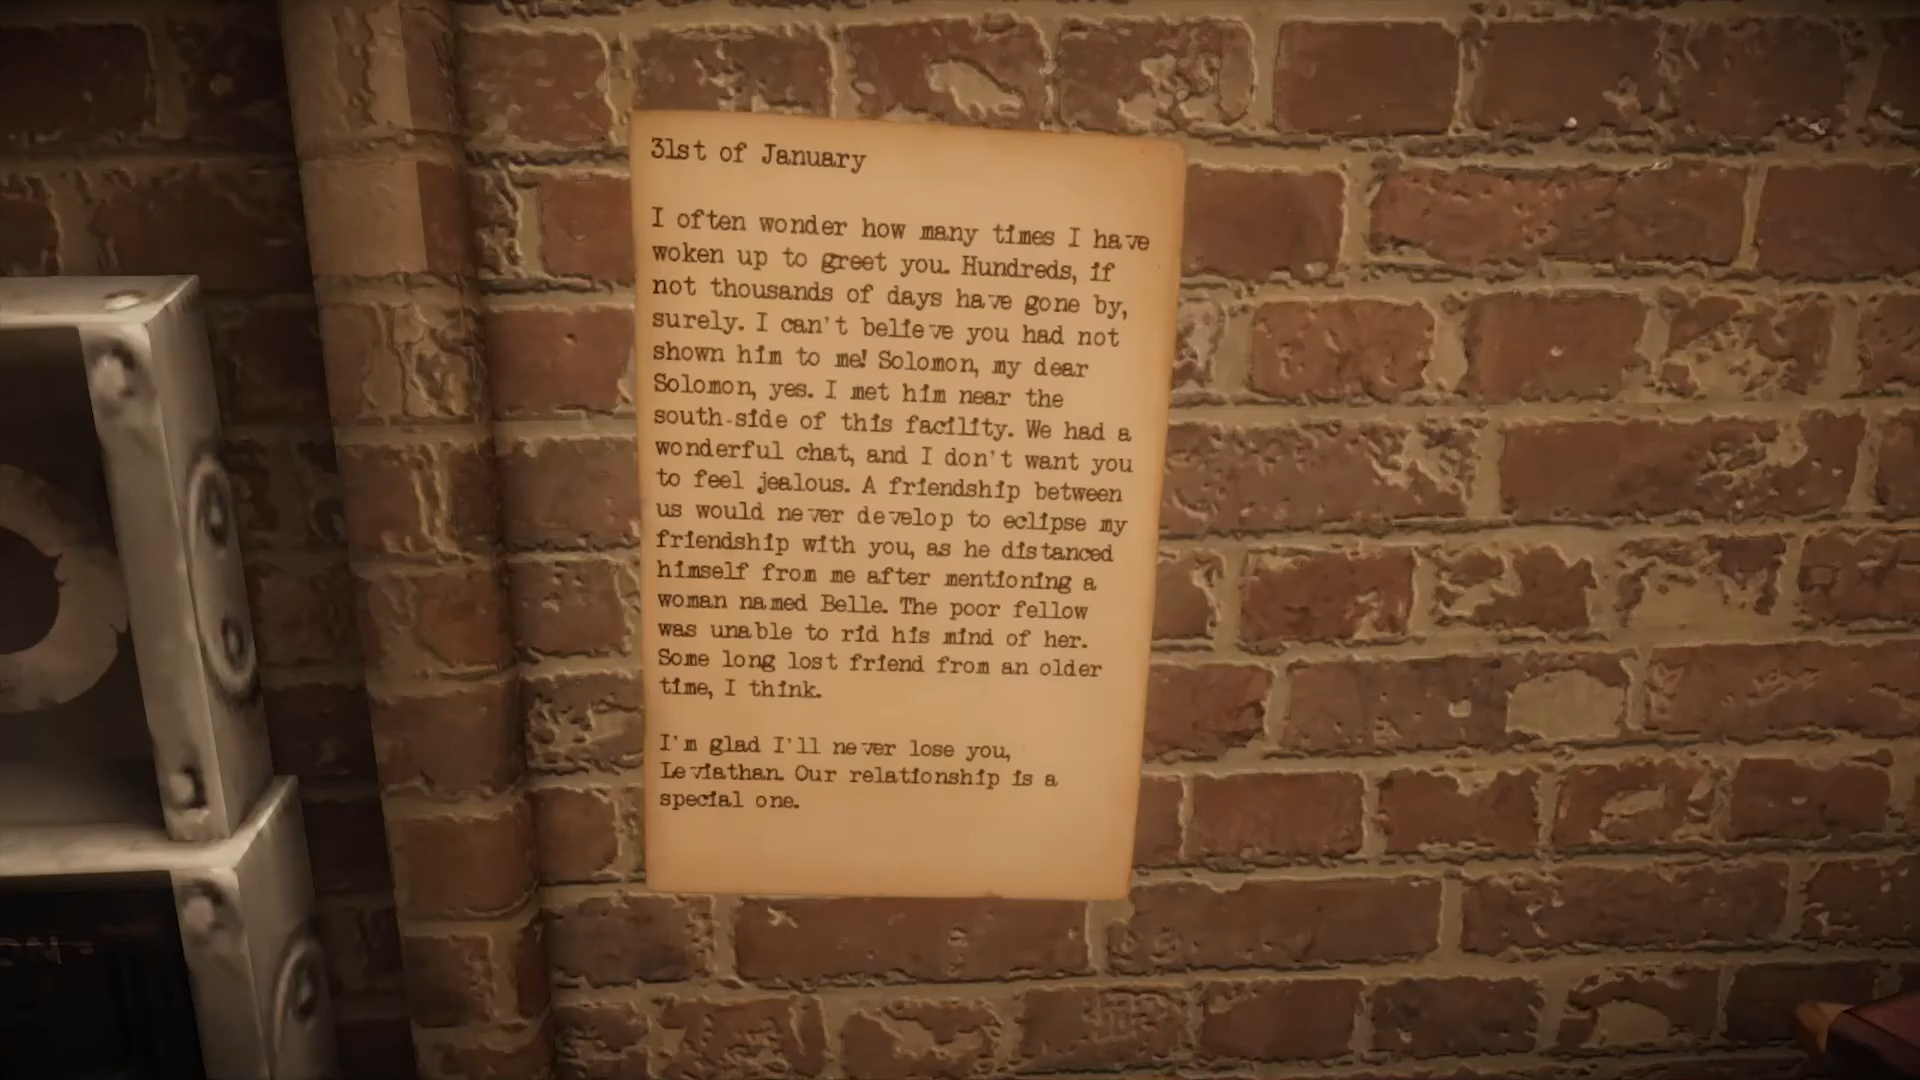 31st of January
I often wonder how many times I have
woken up to greet you. Hundreds, if
not thousands of days have gone by,
surely. I can't believe you had not
shown him to me! Solomon, my dear
Solomon, yes. I met him near the
south-side of this facility. We had a
wonderful chat, and I don't want you
to feel jealous. A friendship between
us would never develop to eclipse my
friendship with you, as he distanced
himself from me after mentioning a
woman named Belle. The poor fellow
was unable to rid his mind of her.
Some long lost friend from an older
time, I think.
I'm glad I'll never lose you,
Leviathan. Our relationship is a
special one.